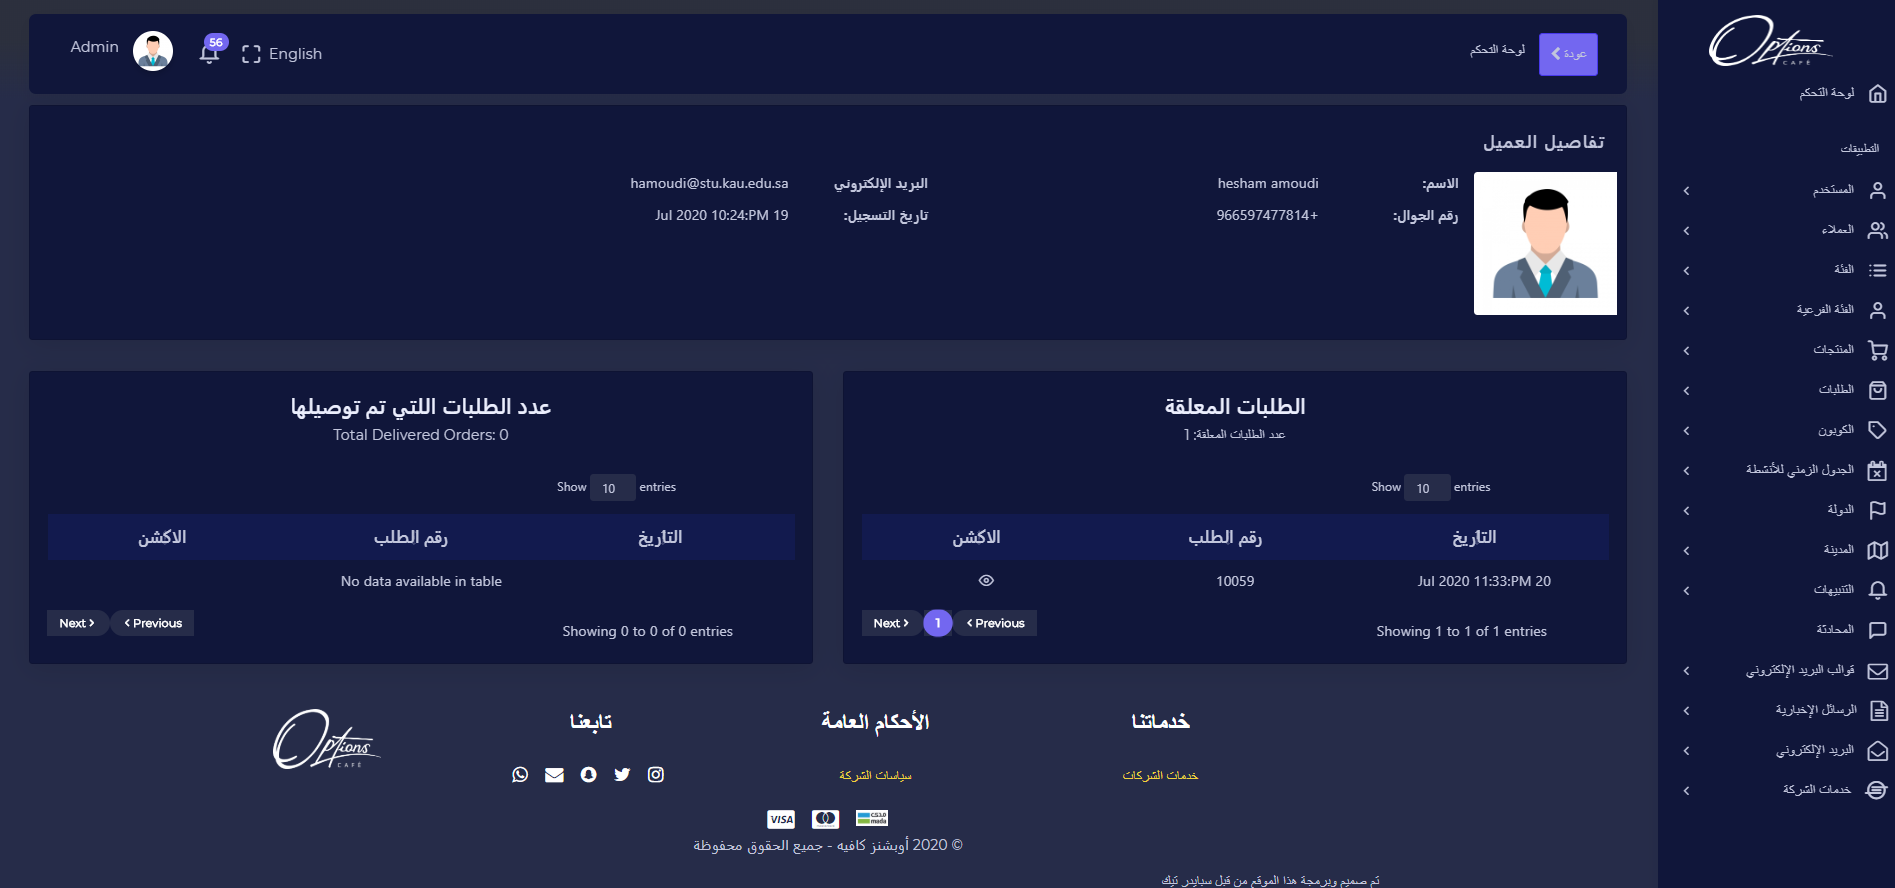 Options
CAFÉ
لوحة التحكم
التطبيقات
المستخدم
العملاء
الفئة
الفئة الفرعية
المنتجات
الطلبات
الكوبون
الجدول الزمني للأنشطة
الدولة
المدينة
التنبيهات
المحادثة
قوالب البريد الإلكتروني
الرسائل الإخبارية
البريد الإلكتروني
خدمات الشركة
عودة
لوحة التحكم
English
56
Admin
تفاصيل العميل
الاسم: hesham amoudi
البريد الإلكتروني hamoudi@stu.kau.edu.sa
رقم الجوال: 966597477814+
تاريخ التسجيل: Jul 2020 10:24:PM 19
الطلبات المعلقة
عدد الطلبات المعلقة: 1
Show 10 entries
التاريخ رقم الطلب الاكشن
Jul 2020 11:33:PM 20 10059
Showing 1 to 1 of 1 entries
Previous 1 Next
عدد الطلبات اللتي تم توصيلها
Total Delivered Orders: 0
Show 10 entries
التاريخ رقم الطلب الاكشن
No data available in table
Showing 0 to 0 of 0 entries
Previous Next
خدماتنا
خدمات الشركات
الأحكام العامة
سياسات الشركة
تابعنا
Options
CAFÉ
mada
VISA
© 2020 أوبشنز كافيه - جميع الحقوق محفوظة
تم صميم وبرمجة هذا الموقع من قبل سبايدر تيك